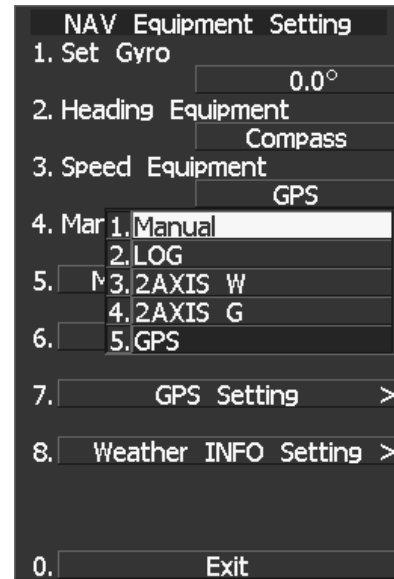 NAV Equipment Setting
1. Set Gyro
0.0°
2. Heading Equipment
Compass
3. Speed Equipment
GPS
4. Mar
1. Manual
2. LOG
5. M
3. 2AXIS W
4. 2AXIS G
6.
5. GPS
7. GPS Setting >
8. Weather INFO Setting >
0. Exit